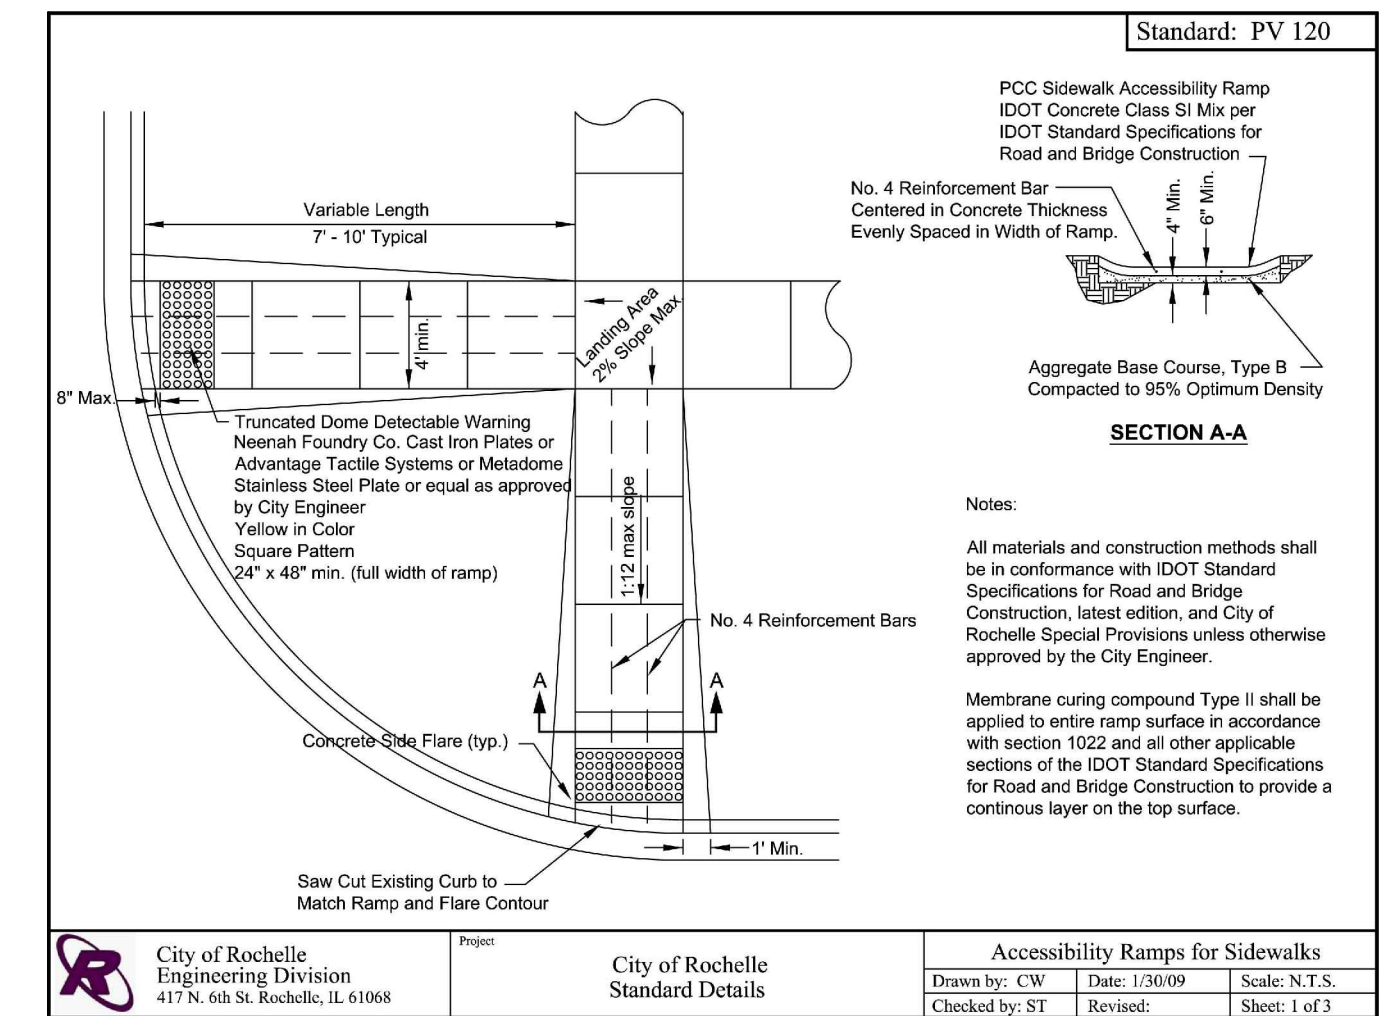 Standard: PV 120
PCC Sidewalk Accessibility Ramp
IDOT Concrete Class SI Mix per
IDOT Standard Specifications for
Road and Bridge Construction
No. 4 Reinforcement Bar
Centered in Concrete Thickness
Evenly Spaced in Width of Ramp.
4" Min.
6" Min.
Aggregate Base Course, Type B
Compacted to 95% Optimum Density
SECTION A-A
Variable Length
7' - 10' Typical
4' min.
Landing Area
2% Slope Max.
8" Max.
Truncated Dome Detectable Warning
Neenah Foundry Co. Cast Iron Plates or
Advantage Tactile Systems or Metadome
Stainless Steel Plate or equal as approved
by City Engineer
Yellow in Color
Square Pattern
24" x 48" min. (full width of ramp)
1:12 max slope
No. 4 Reinforcement Bars
A
A
Concrete Side Flare (typ.)
1' Min.
Saw Cut Existing Curb to
Match Ramp and Flare Contour
Notes:
All materials and construction methods shall
be in conformance with IDOT Standard
Specifications for Road and Bridge
Construction, latest edition, and City of
Rochelle Special Provisions unless otherwise
approved by the City Engineer.
Membrane curing compound Type II shall be
applied to entire ramp surface in accordance
with section 1022 and all other applicable
sections of the IDOT Standard Specifications
for Road and Bridge Construction to provide a
continous layer on the top surface.
R
City of Rochelle
Engineering Division
417 N. 6th St. Rochelle, IL 61068
Project
City of Rochelle
Standard Details
Accessibility Ramps for Sidewalks
Drawn by: CW
Date: 1/30/09
Scale: N.T.S.
Checked by: ST
Revised:
Sheet: 1 of 3